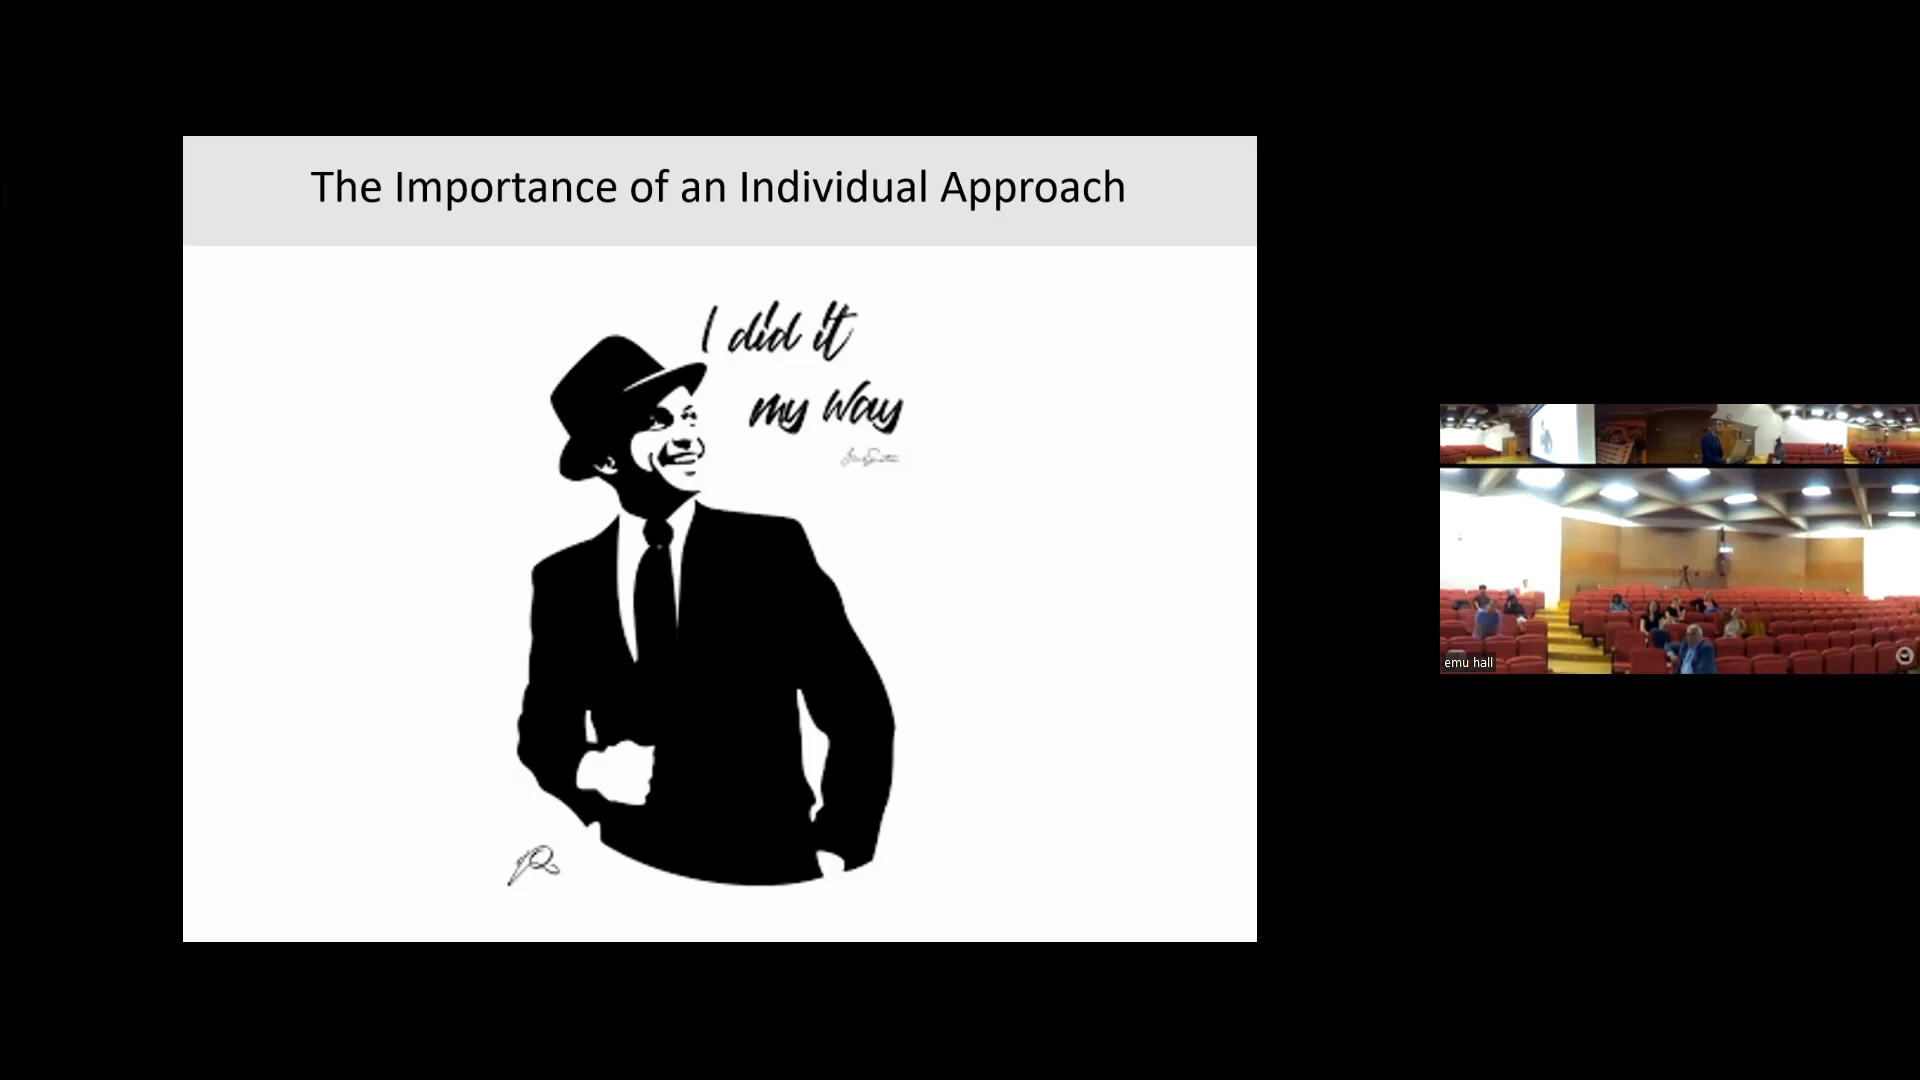 The Importance of an Individual Approach
I did it
my way
emu hall